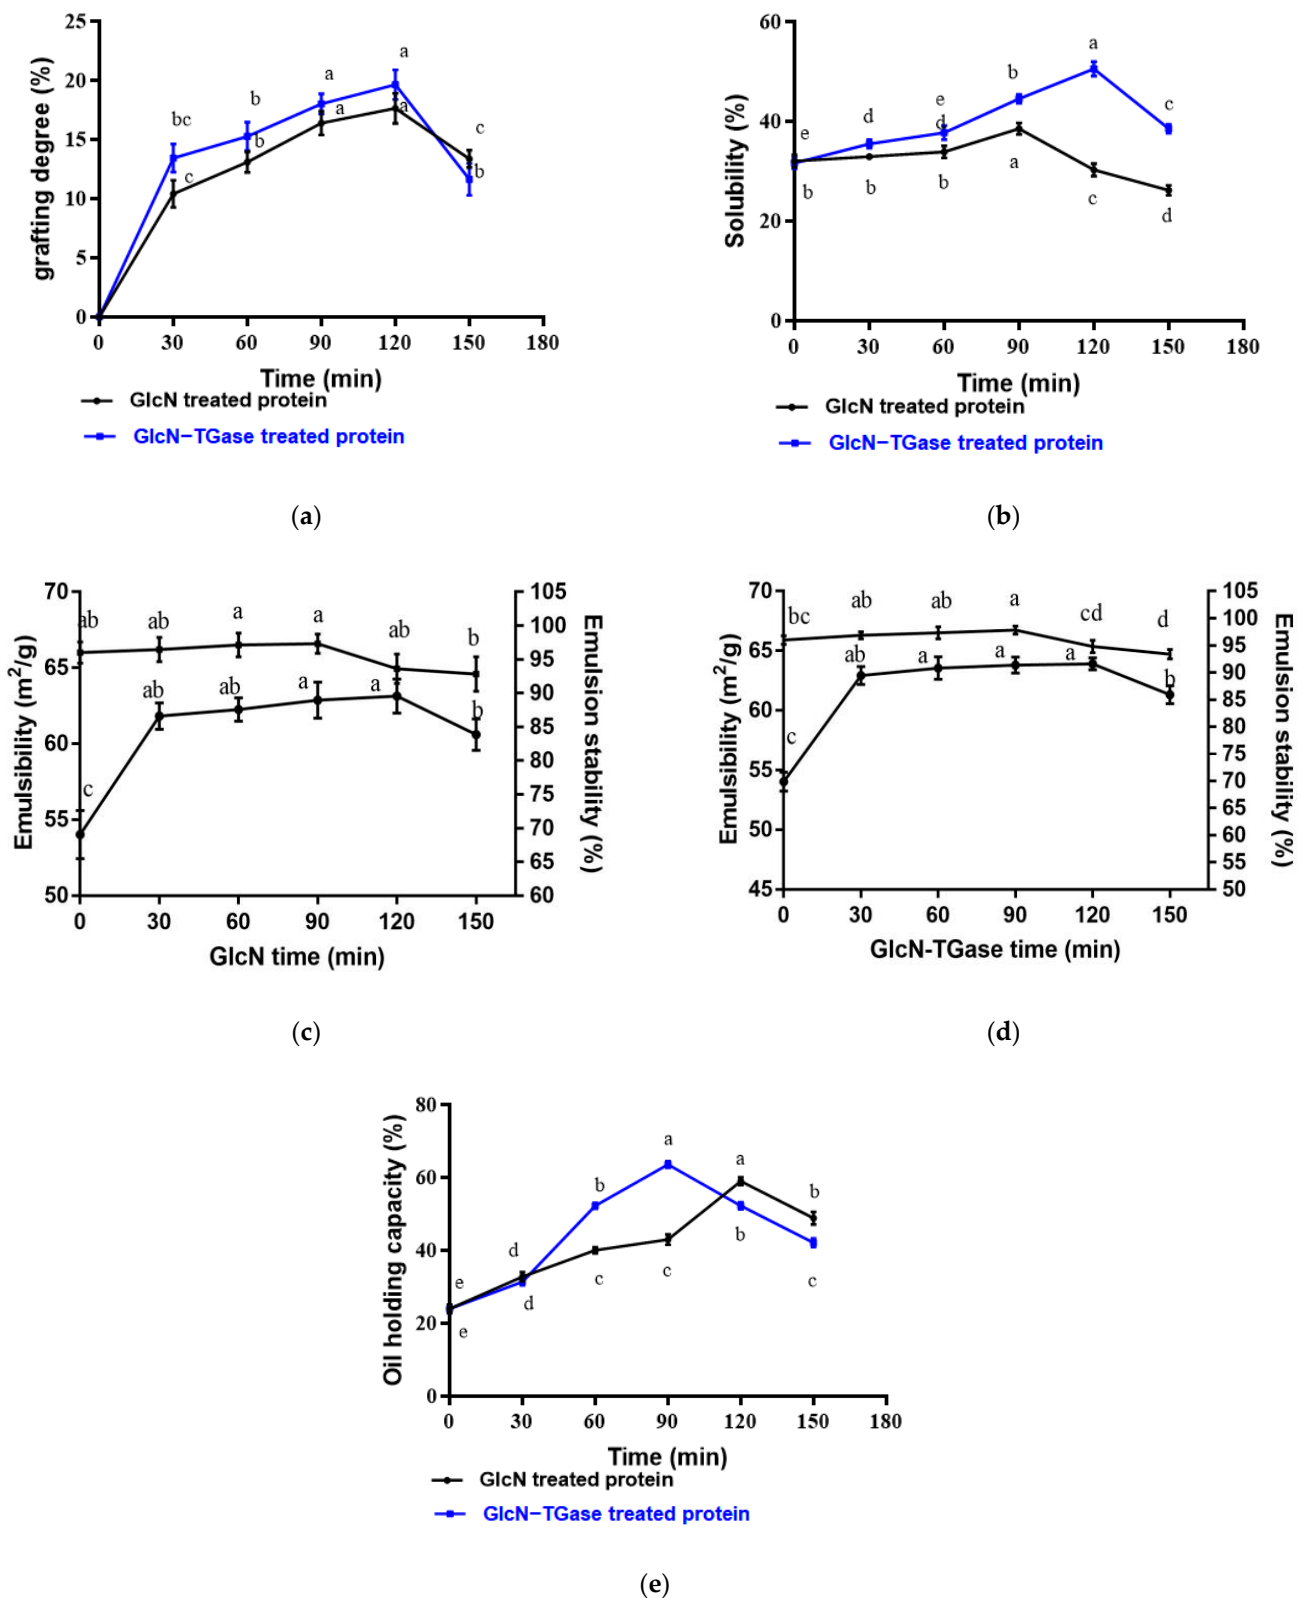 25
20
15
10
5
0
grafting degree (%)
bc
b
a
a
c
b
a
a
c
b
0 30 60 90 120 150 180
Time (min)
GlcN treated protein
GlcN−TGase treated protein
(a)
60
40
20
0
Solubility (%)
e
d
e
d
b
a
c
b
b
b
a
c
d
0 30 60 90 120 150 180
Time (min)
GlcN treated protein
GlcN−TGase treated protein
(b)
70
65
60
55
50
Emulsibility (m²/g)
ab ab a a ab b
c ab ab a a b
105
100
95
90
85
80
75
70
65
60
Emulsion stability (%)
0 30 60 90 120 150
GlcN time (min)
(c)
70
65
60
55
50
45
Emulsibility (m²/g)
bc ab ab a cd d
c ab a a a b
105
100
95
90
85
80
75
70
65
60
55
50
Emulsion stability (%)
0 30 60 90 120 150
GlcN-TGase time (min)
(d)
80
60
40
20
0
Oil holding capacity (%)
e
d
b
a
a
b
e
d
c
c
b
c
0 30 60 90 120 150 180
Time (min)
GlcN treated protein
GlcN−TGase treated protein
(e)